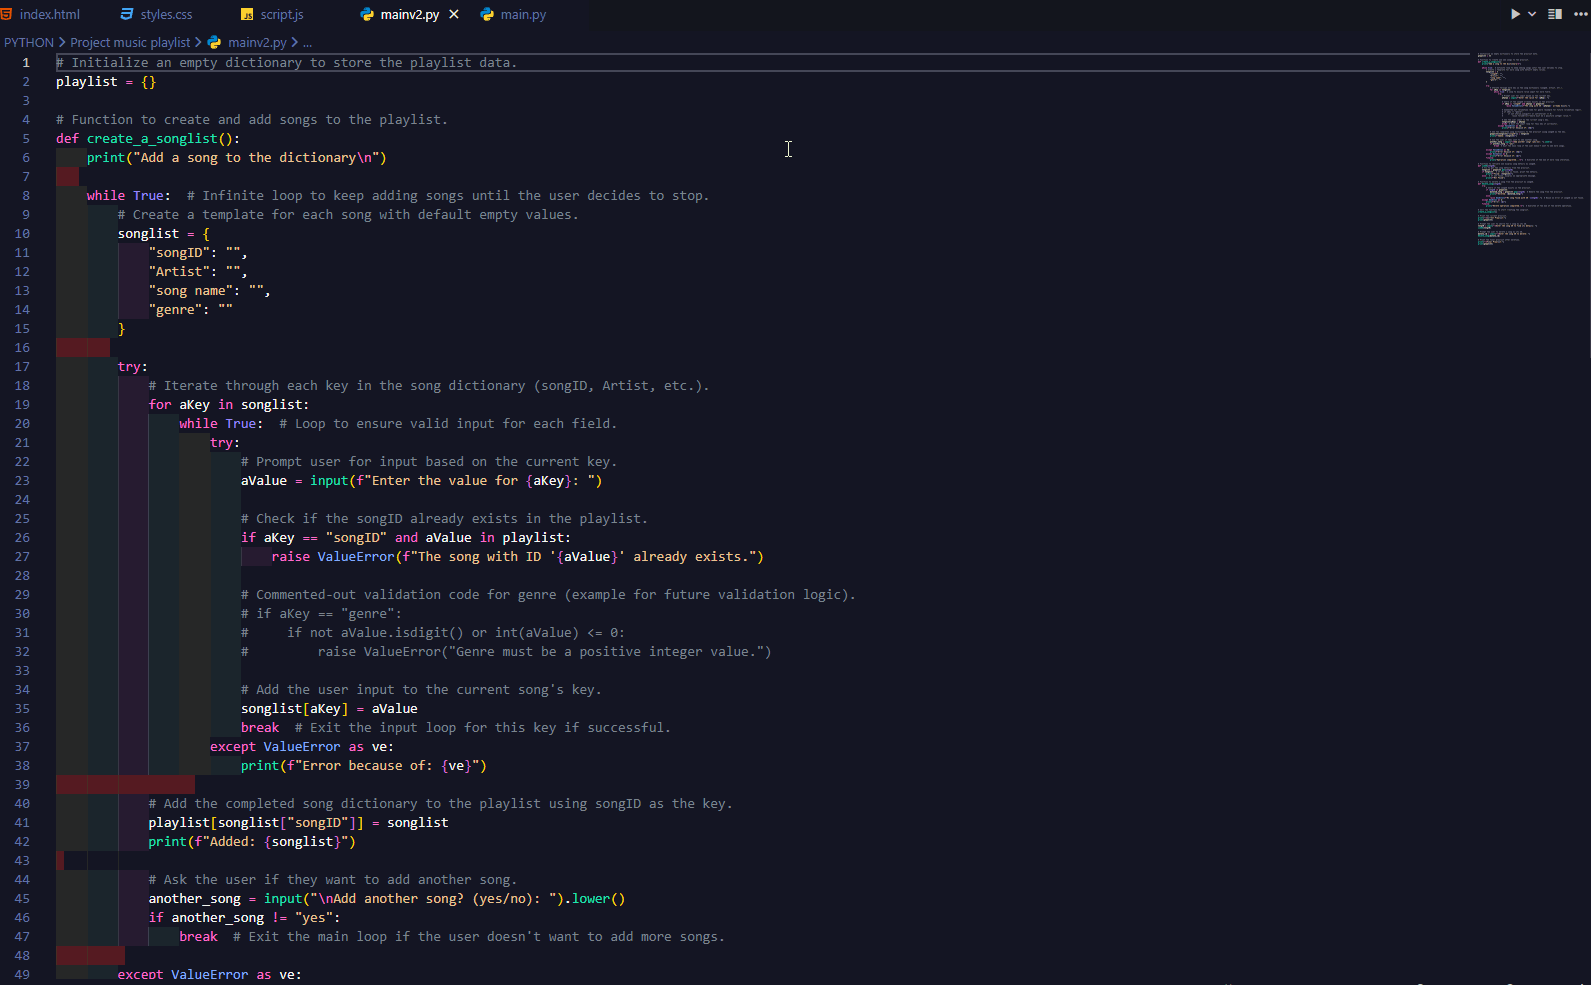 index.html styles.css JS script.js mainv2.py main.py
PYTHON > Project music playlist > mainv2.py > ...
1 # Initialize an empty dictionary to store the playlist data.
2 playlist = {}
3
4 # Function to create and add songs to the playlist.
5 def create_a_songlist():
6     print("Add a song to the dictionary\n")
7
8     while True:  # Infinite loop to keep adding songs until the user decides to stop.
9         # Create a template for each song with default empty values.
10         songlist = {
11             "songID": "",
12             "Artist": "",
13             "song name": "",
14             "genre": ""
15         }
16
17         try:
18             # Iterate through each key in the song dictionary (songID, Artist, etc.).
19             for aKey in songlist:
20                 while True:  # Loop to ensure valid input for each field.
21                     try:
22                         # Prompt user for input based on the current key.
23                         aValue = input(f"Enter the value for {aKey}: ")
24
25                         # Check if the songID already exists in the playlist.
26                         if aKey == "songID" and aValue in playlist:
27                             raise ValueError(f"The song with ID '{aValue}' already exists.")
28
29                         # Commented-out validation code for genre (example for future validation logic).
30                         # if aKey == "genre":
31                         #     if not aValue.isdigit() or int(aValue) <= 0:
32                         #         raise ValueError("Genre must be a positive integer value.")
33
34                         # Add the user input to the current song's key.
35                         songlist[aKey] = aValue
36                         break  # Exit the input loop for this key if successful.
37                     except ValueError as ve:
38                         print(f"Error because of: {ve}")
39
40             # Add the completed song dictionary to the playlist using songID as the key.
41             playlist[songlist["songID"]] = songlist
42             print(f"Added: {songlist}")
43
44             # Ask the user if they want to add another song.
45             another_song = input("\nAdd another song? (yes/no): ").lower()
46             if another_song != "yes":
47                 break  # Exit the main loop if the user doesn't want to add more songs.
48
49         except ValueError as ve: